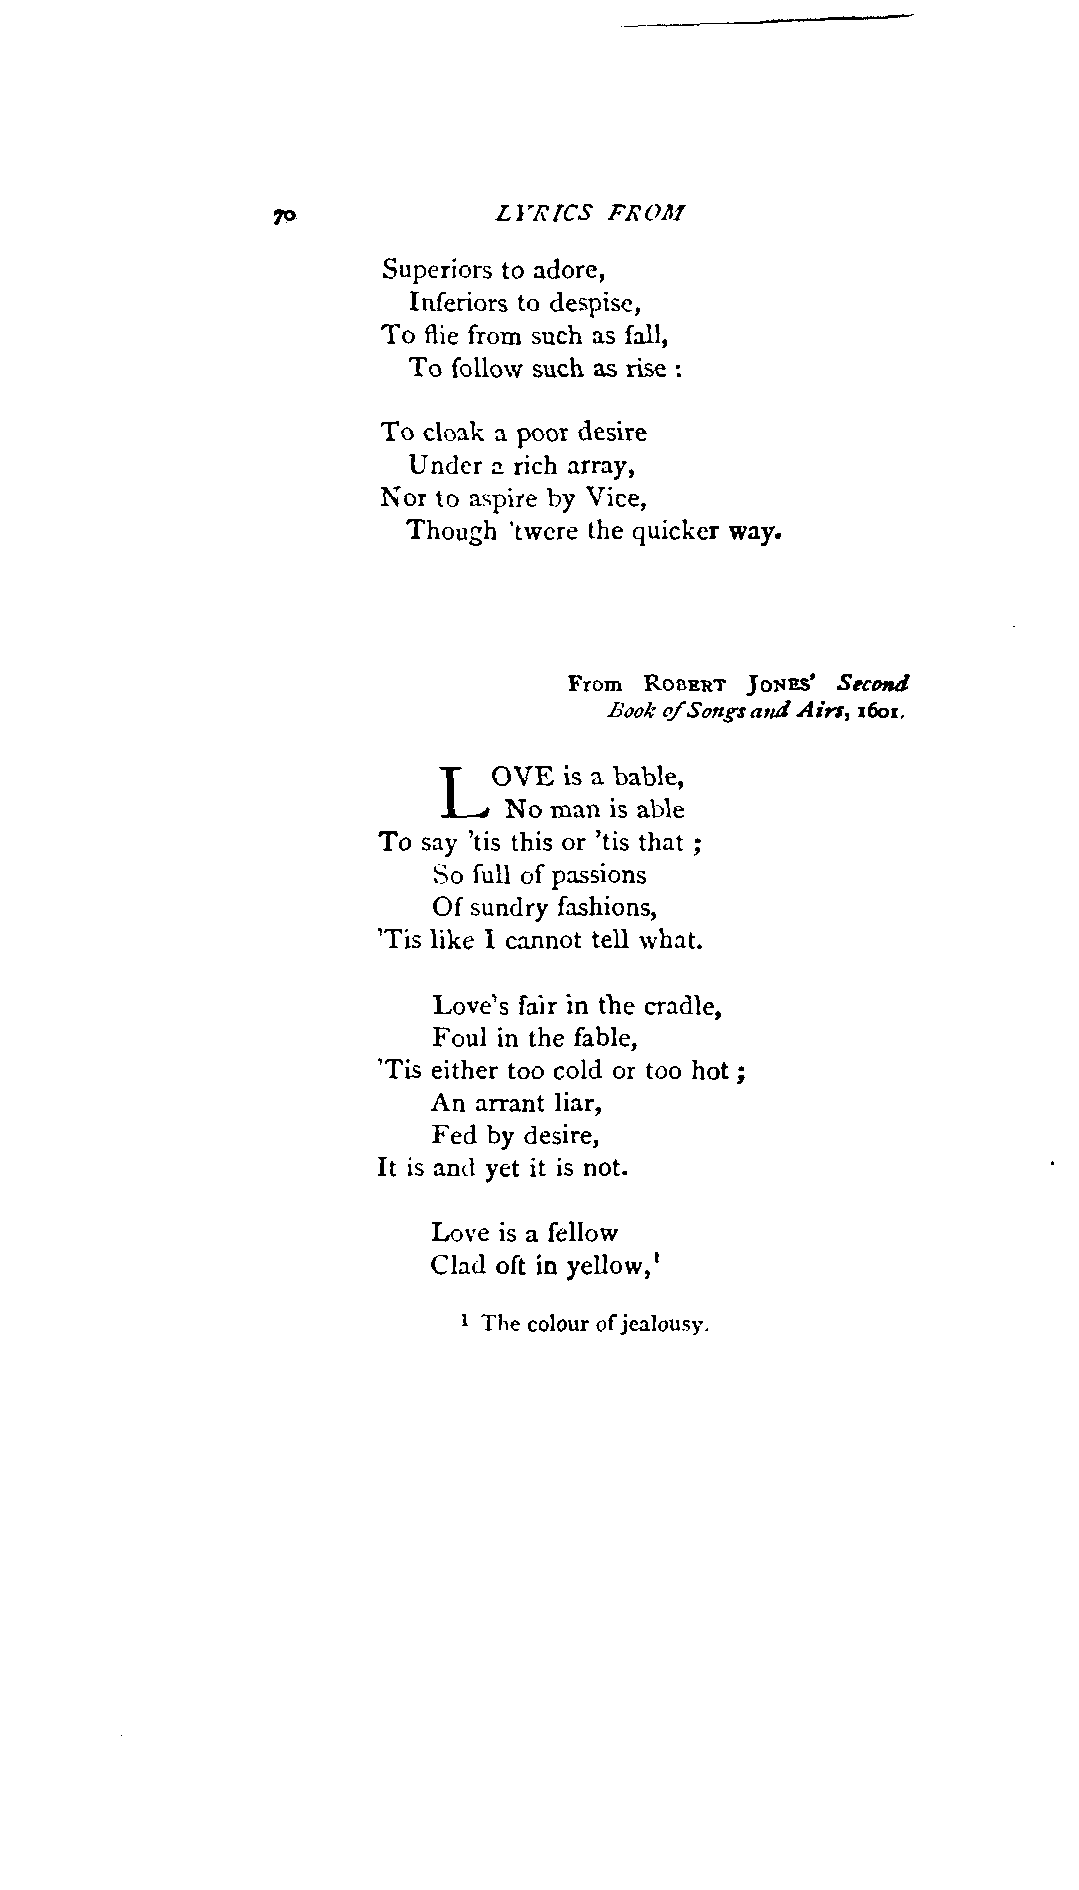 70 LYRICS FROM
Superiors to adore,
Inferiors to despise,
To flie from such as fall,
To follow such as rise :
To cloak a poor desire
Under a rich array,
Nor to aspire by Vice,
Though 'twere the quicker way.
From ROBERT JONES' Second
Book of Songs and Airs, 1601.
LOVE is a bable,
No man is able
To say 'tis this or 'tis that ;
So full of passions
Of sundry fashions,
'Tis like I cannot tell what.
Love's fair in the cradle,
Foul in the fable,
'Tis either too cold or too hot ;
An arrant liar,
Fed by desire,
It is and yet it is not.
Love is a fellow
Clad oft in yellow,¹
¹ The colour of jealousy.